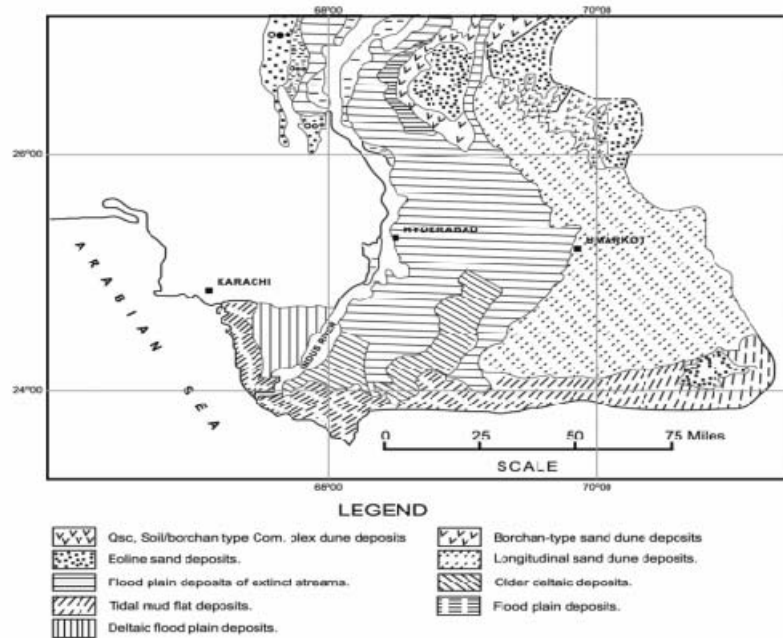 68°00
70°00
26°00
HYDERABAD
UMARKOT
KARACHI
ARABIAN SEA
INDUS RIVER
24°00
0 25 50 75 Miles
SCALE
68°00
70°00
LEGEND
Qsc, Soil/borchan type Com. plex dune deposits
Borchan-type sand dune deposits
Eoline sand deposits.
Longitudinal sand dune deposits.
Flood plain deposits of extinct streams.
Older deltaic deposits.
Tidal mud flat deposits.
Flood plain deposits.
Deltaic flood plain deposits.